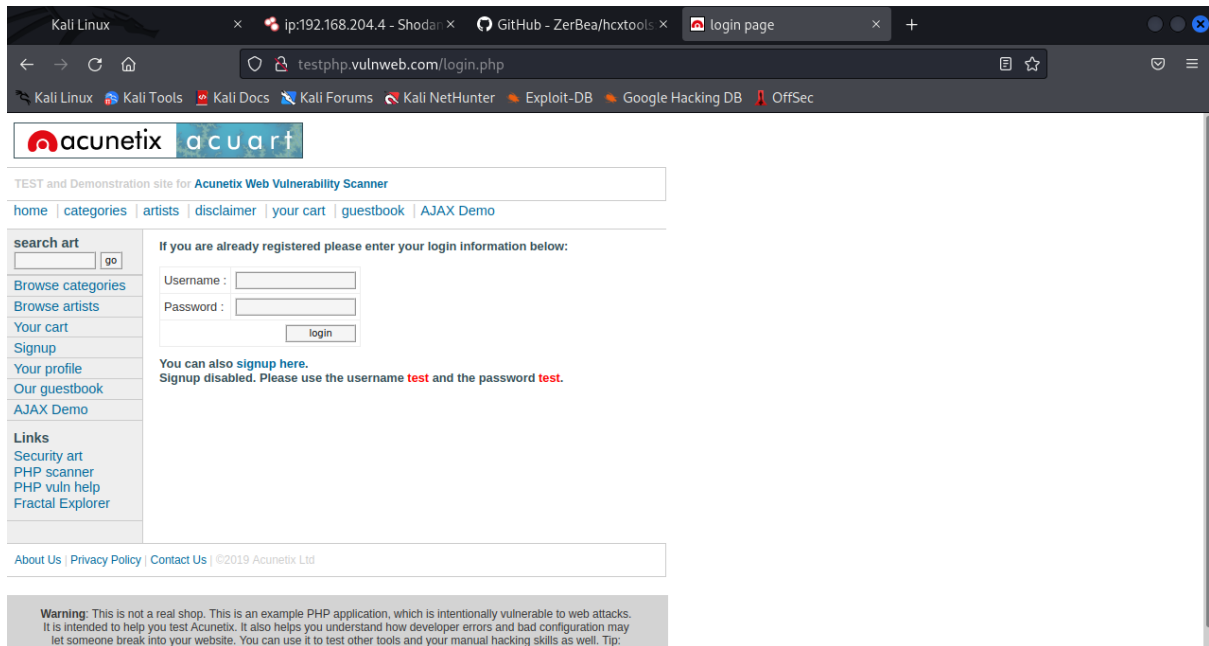 Kali Linux × ip:192.168.204.4 - Shodan × GitHub - ZerBea/hcxtools: × login page × +
testphp.vulnweb.com/login.php
Kali Linux Kali Tools Kali Docs Kali Forums Kali NetHunter Exploit-DB Google Hacking DB OffSec
acunetix acuart
TEST and Demonstration site for Acunetix Web Vulnerability Scanner
home | categories | artists | disclaimer | your cart | guestbook | AJAX Demo
search art
go
Browse categories
Browse artists
Your cart
Signup
Your profile
Our guestbook
AJAX Demo
Links
Security art
PHP scanner
PHP vuln help
Fractal Explorer
If you are already registered please enter your login information below:
Username :
Password :
login
You can also signup here.
Signup disabled. Please use the username test and the password test.
About Us | Privacy Policy | Contact Us | ©2019 Acunetix Ltd
Warning: This is not a real shop. This is an example PHP application, which is intentionally vulnerable to web attacks.
It is intended to help you test Acunetix. It also helps you understand how developer errors and bad configuration may
let someone break into your website. You can use it to test other tools and your manual hacking skills as well. Tip: